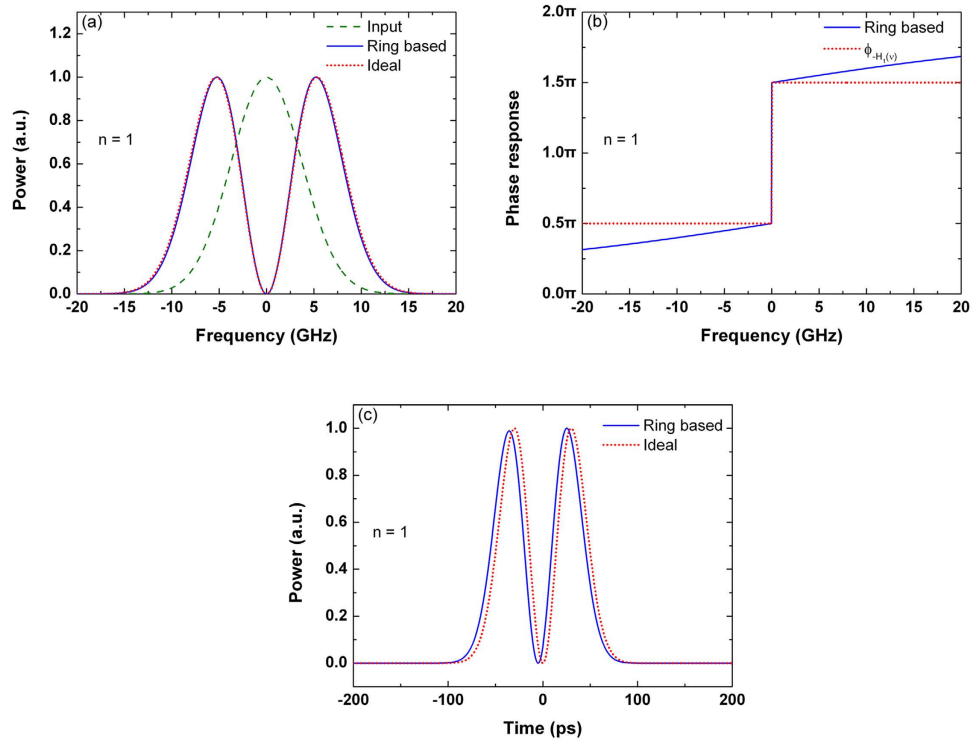 (a)
Input
Ring based
Ideal
n = 1
Power (a.u.)
1.2
1.0
0.8
0.6
0.4
0.2
0.0
-20 -15 -10 -5 0 5 10 15 20
Frequency (GHz)
(b)
Ring based
ϕ-H₁(ν)
n = 1
Phase response
2.0π
1.5π
1.0π
0.5π
0.0π
-20 -15 -10 -5 0 5 10 15 20
Frequency (GHz)
(c)
Ring based
Ideal
n = 1
Power (a.u.)
1.0
0.8
0.6
0.4
0.2
0.0
-200 -100 0 100 200
Time (ps)